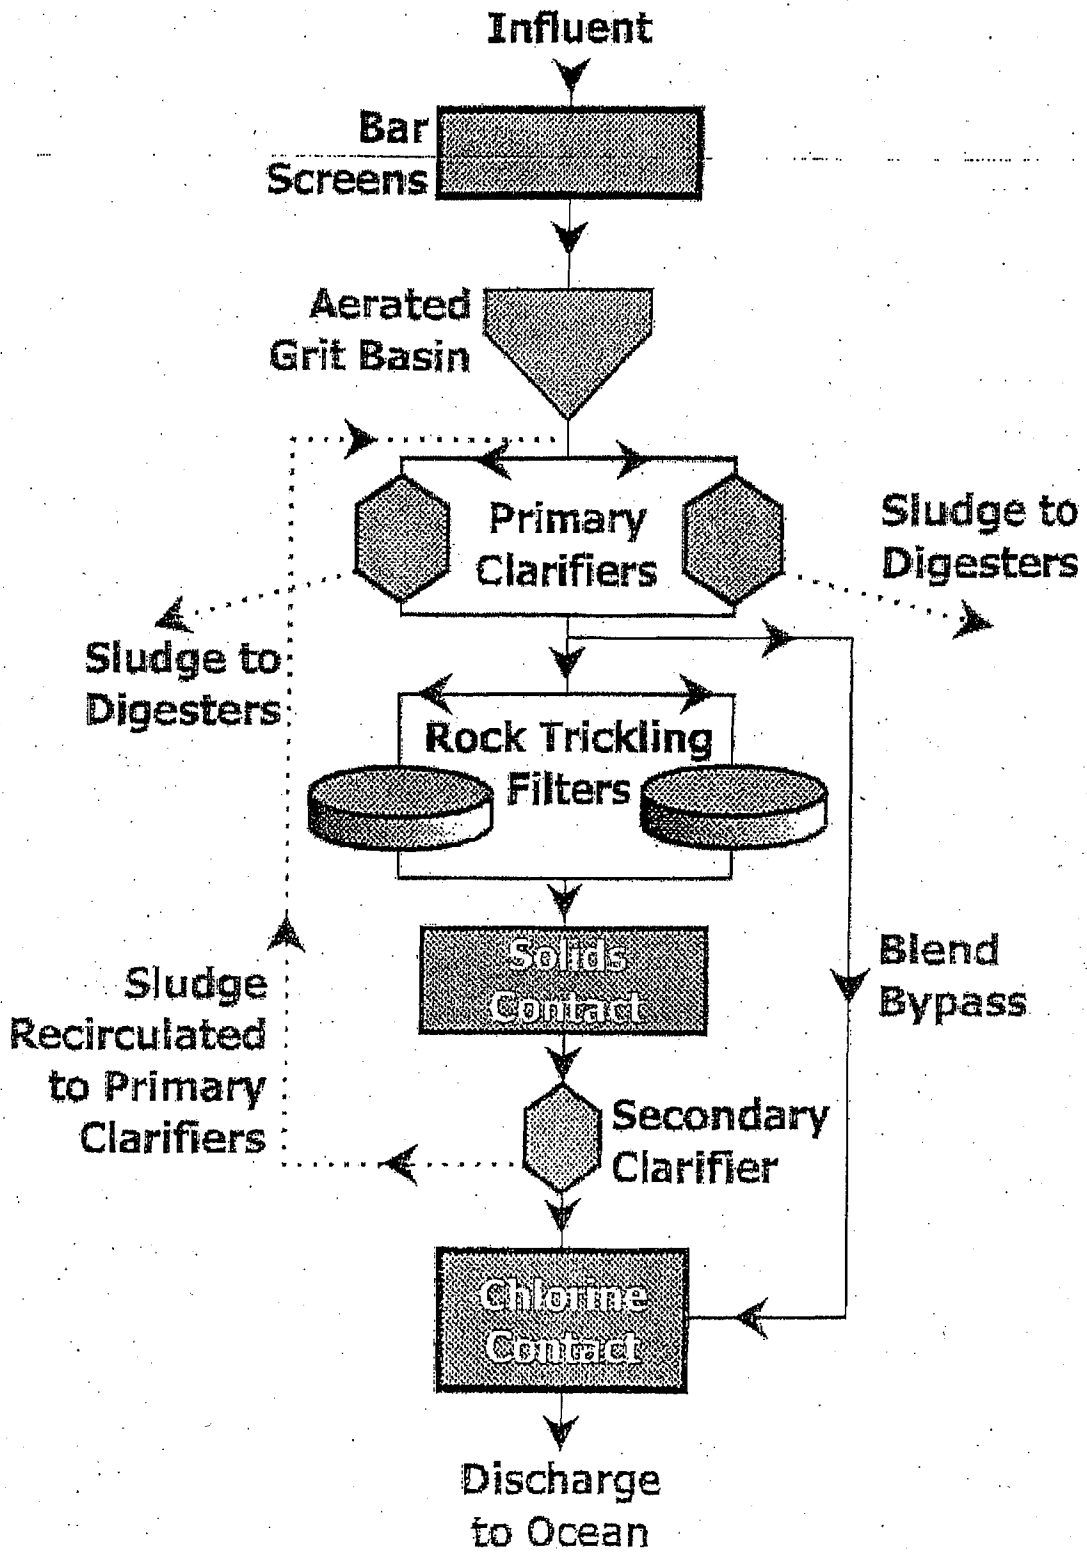 Influent
Bar
Screens
Aerated
Grit Basin
Primary
Clarifiers
Sludge to
Digesters
Sludge to
Digesters
Rock Trickling
Filters
Solids
Contact
Blend
Bypass
Sludge
Recirculated
to Primary
Clarifiers
Secondary
Clarifier
Chlorine
Contact
Discharge
to Ocean